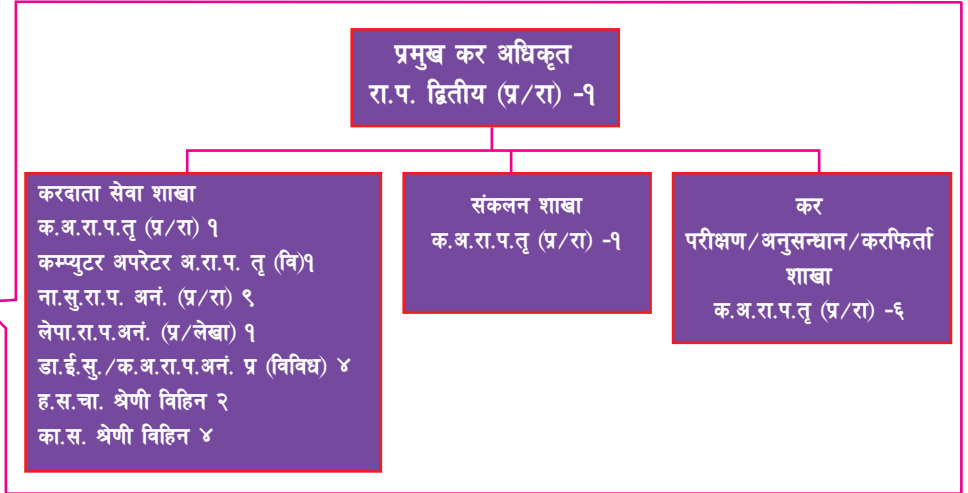 प्रमुख कर अधिकृत
रा.प. द्वितीय (प्र/रा) -१
करदाता सेवा शाखा
क.अ.रा.प.तृ (प्र/रा) १
कम्प्युटर अपरेटर अ.रा.प. तृ (वि)१
ना.सु.रा.प. अनं. (प्र/रा) ९
लेपा.रा.प.अनं. (प्र/लेखा) १
डा.ई.सु./क.अ.रा.प.अनं. प्र (विविध) ४
ह.स.चा. श्रेणी विहिन २
का.स. श्रेणी विहिन ४
संकलन शाखा
क.अ.रा.प.तृ (प्र/रा) -१
कर
परीक्षण/अनुसन्धान/करफिर्ता
शाखा
क.अ.रा.प.तृ (प्र/रा) -६